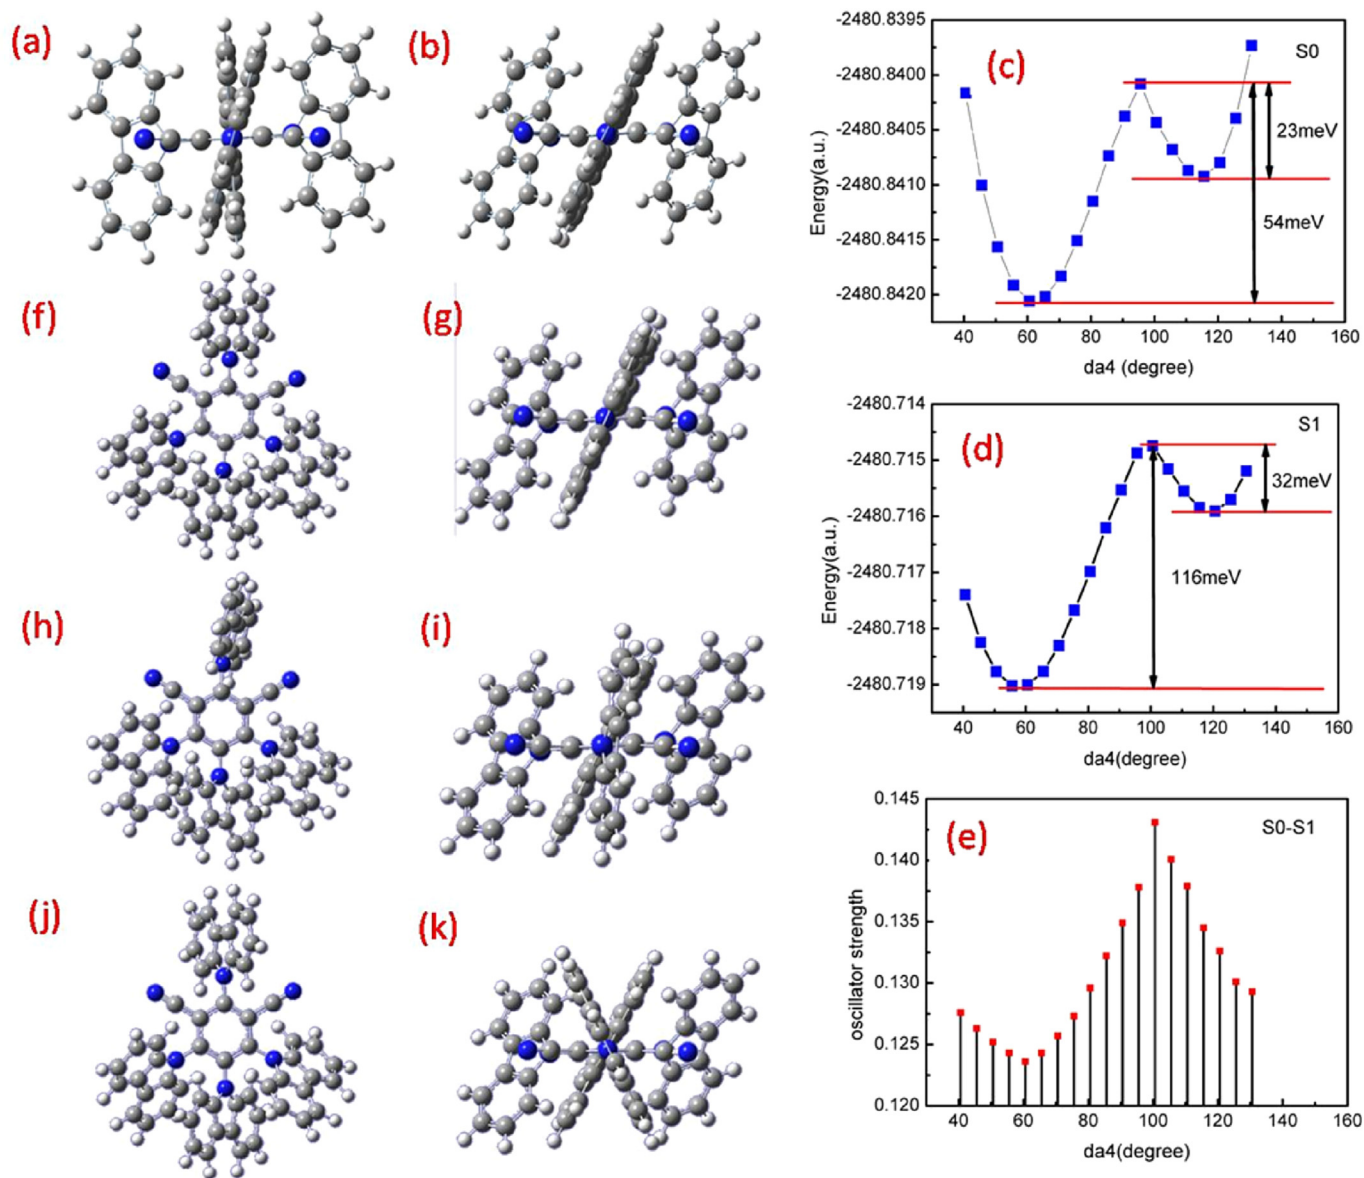 (a)
(b)
(f)
(g)
(h)
(i)
(j)
(k)
(c)
S0
-2480.8395
-2480.8400
-2480.8405
-2480.8410
-2480.8415
-2480.8420
Energy(a.u.)
23meV
54meV
40 60 80 100 120 140 160
da4 (degree)
(d)
S1
-2480.714
-2480.715
-2480.716
-2480.717
-2480.718
-2480.719
Energy(a.u.)
32meV
116meV
40 60 80 100 120 140 160
da4(degree)
(e)
S0-S1
0.145
0.140
0.135
0.130
0.125
0.120
oscillator strength
40 60 80 100 120 140 160
da4(degree)